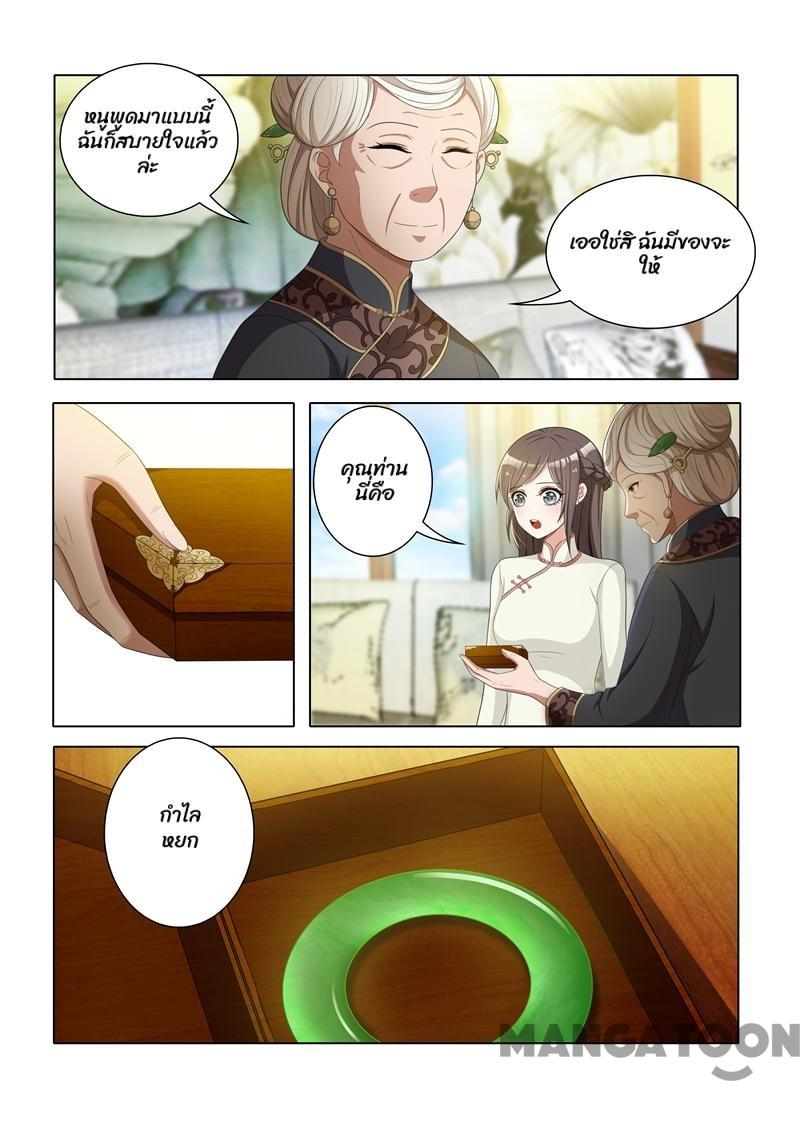 หนูพูดมาแบบนี้
ฉันก็สบายใจแล้ว
ล่ะ
เออใช่สิ ฉันมีของจะ
ให้
คุณท่าน
นี่คือ
กำไล
หยก
MANGATOON